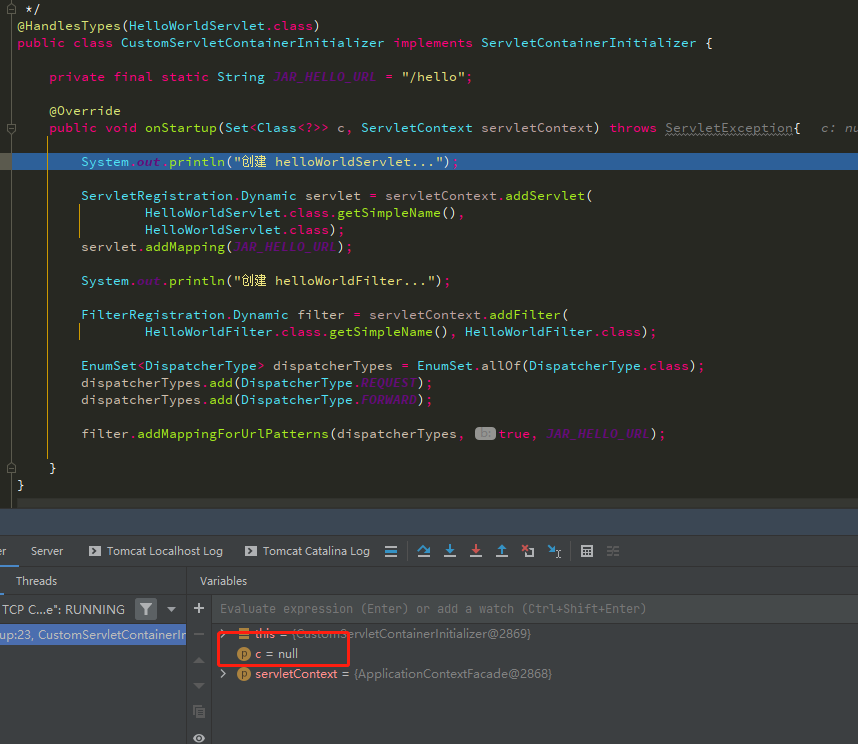 */
@HandlesTypes(HelloWorldServlet.class)
public class CustomServletContainerInitializer implements ServletContainerInitializer {
private final static String JAR_HELLO_URL = "/hello";
@Override
public void onStartup(Set<Class<?>> c, ServletContext servletContext) throws ServletException{ c: nu
System.out.println("创建 helloWorldServlet...");
ServletRegistration.Dynamic servlet = servletContext.addServlet(
HelloWorldServlet.class.getSimpleName(),
HelloWorldServlet.class);
servlet.addMapping(JAR_HELLO_URL);
System.out.println("创建 helloWorldFilter...");
FilterRegistration.Dynamic filter = servletContext.addFilter(
HelloWorldFilter.class.getSimpleName(), HelloWorldFilter.class);
EnumSet<DispatcherType> dispatcherTypes = EnumSet.allOf(DispatcherType.class);
dispatcherTypes.add(DispatcherType.REQUEST);
dispatcherTypes.add(DispatcherType.FORWARD);
filter.addMappingForUrlPatterns(dispatcherTypes, b: true, JAR_HELLO_URL);
}
}
er Server Tomcat Localhost Log Tomcat Catalina Log
Threads Variables
TCP C...e": RUNNING Evaluate expression (Enter) or add a watch (Ctrl+Shift+Enter)
up:23, CustomServletContainerIn this = {CustomServletContainerInitializer@2869}
p c = null
p servletContext = {ApplicationContextFacade@2868}